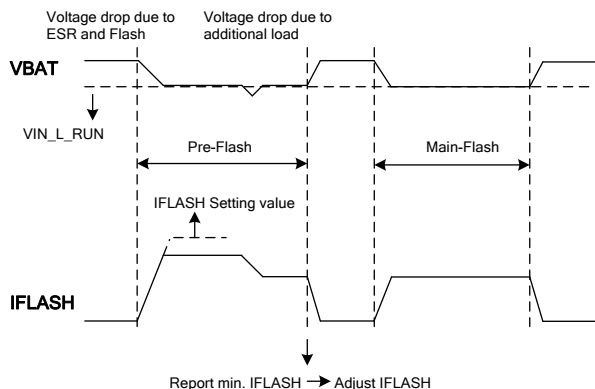 Voltage drop due to
ESR and Flash
Voltage drop due to
additional load
VBAT
VIN_L_RUN
Pre-Flash
Main-Flash
IFLASH Setting value
IFLASH
Report min. IFLASH
Adjust IFLASH